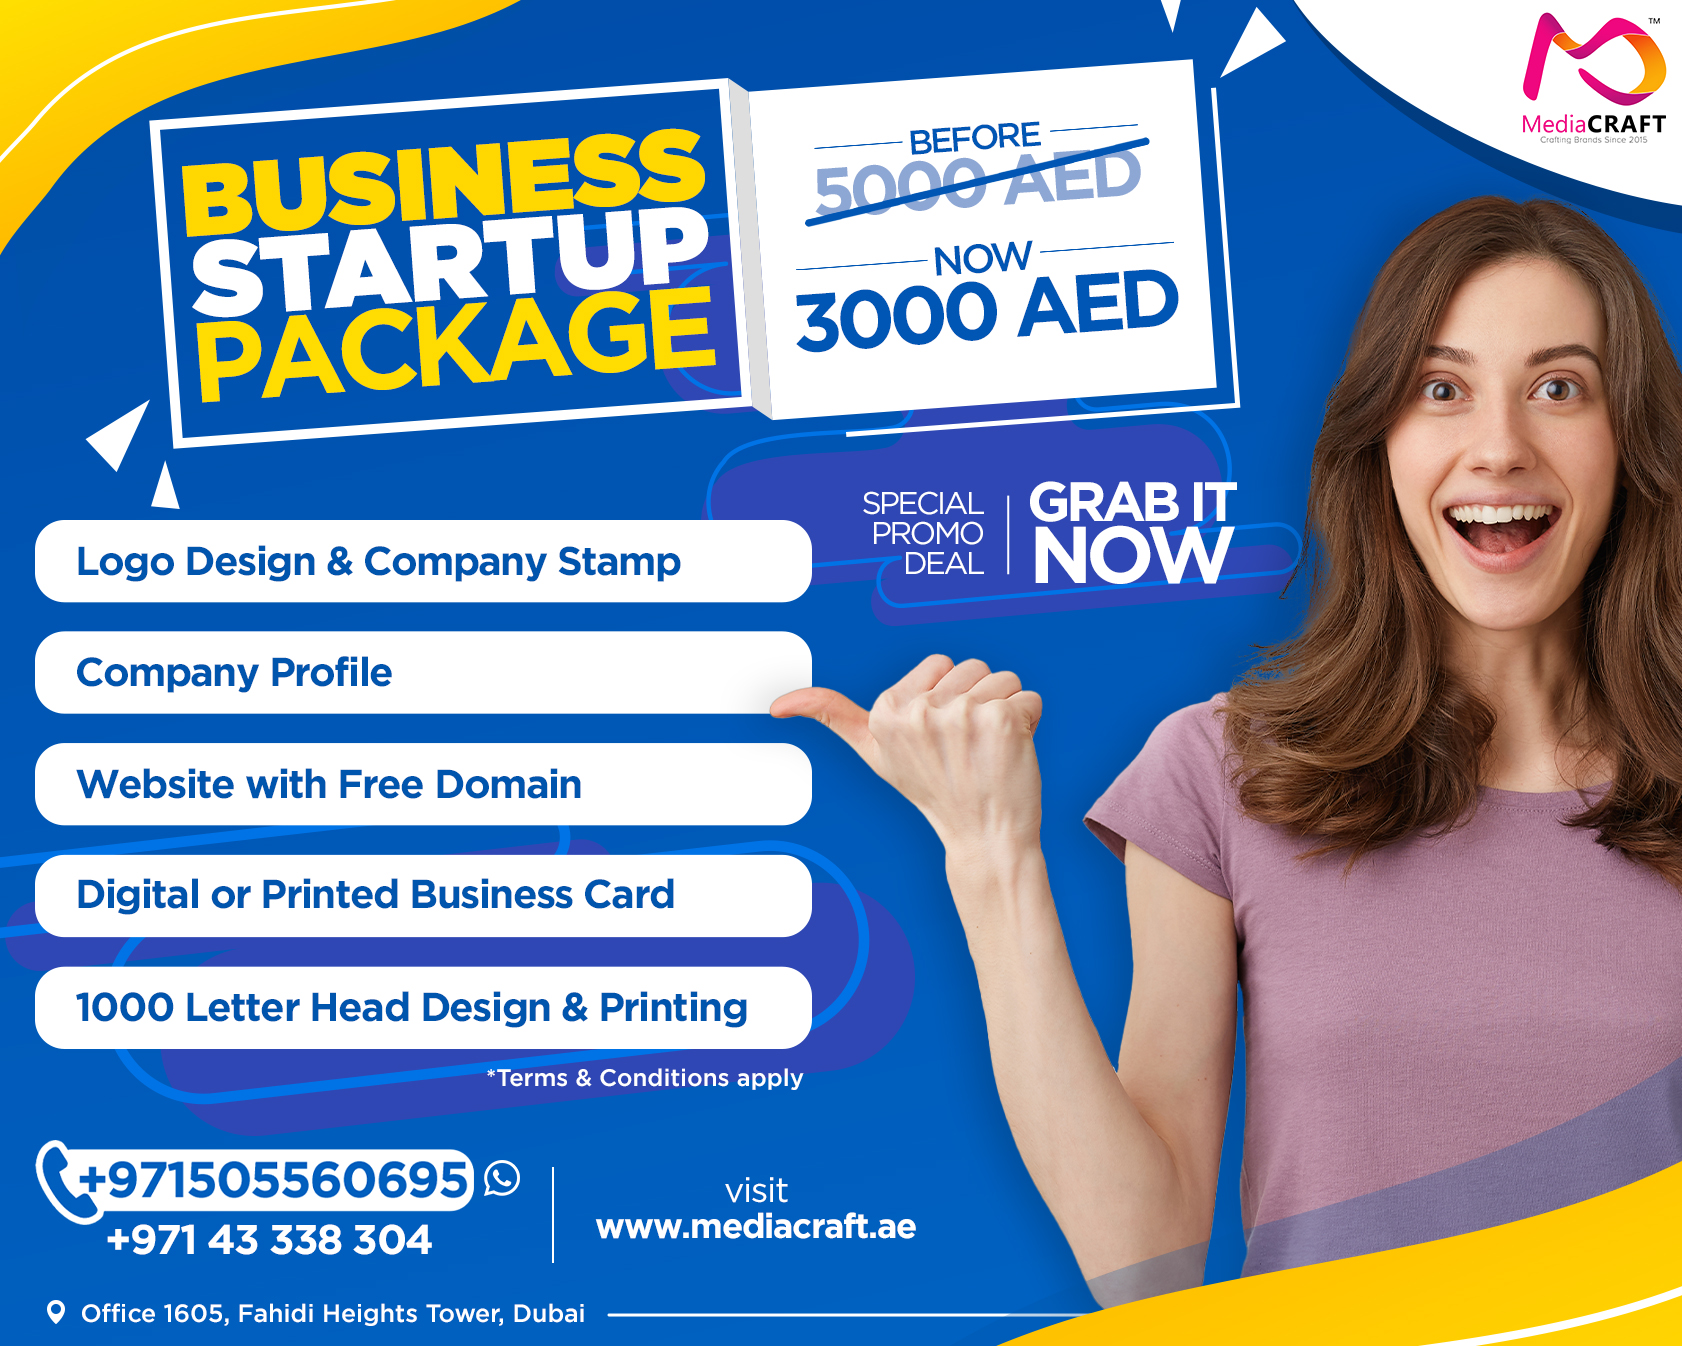 TM
MediaCRAFT
Crafting Brands Since 2015
BUSINESS
STARTUP
PACKAGE
BEFORE
5000 AED
NOW
3000 AED
SPECIAL
PROMO
DEAL
GRAB IT
NOW
Logo Design & Company Stamp
Company Profile
Website with Free Domain
Digital or Printed Business Card
1000 Letter Head Design & Printing
*Terms & Conditions apply
+971505560695
+971 43 338 304
visit
www.mediacraft.ae
Office 1605, Fahidi Heights Tower, Dubai